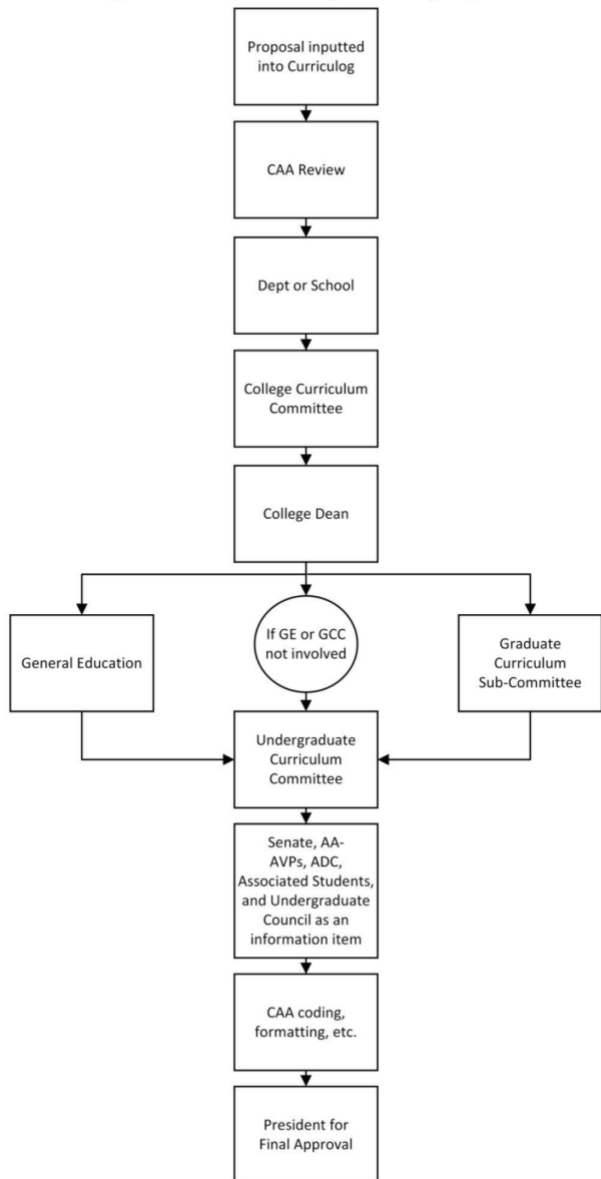 Proposal inputted
into Curriculog
CAA Review
Dept or School
College Curriculum
Committee
College Dean
General Education
If GE or GCC
not involved
Graduate
Curriculum
Sub-Committee
Undergraduate
Curriculum
Committee
Senate, AA-
AVPs, ADC,
Associated Students,
and Undergraduate
Council as an
information item
CAA coding,
formatting, etc.
President for
Final Approval